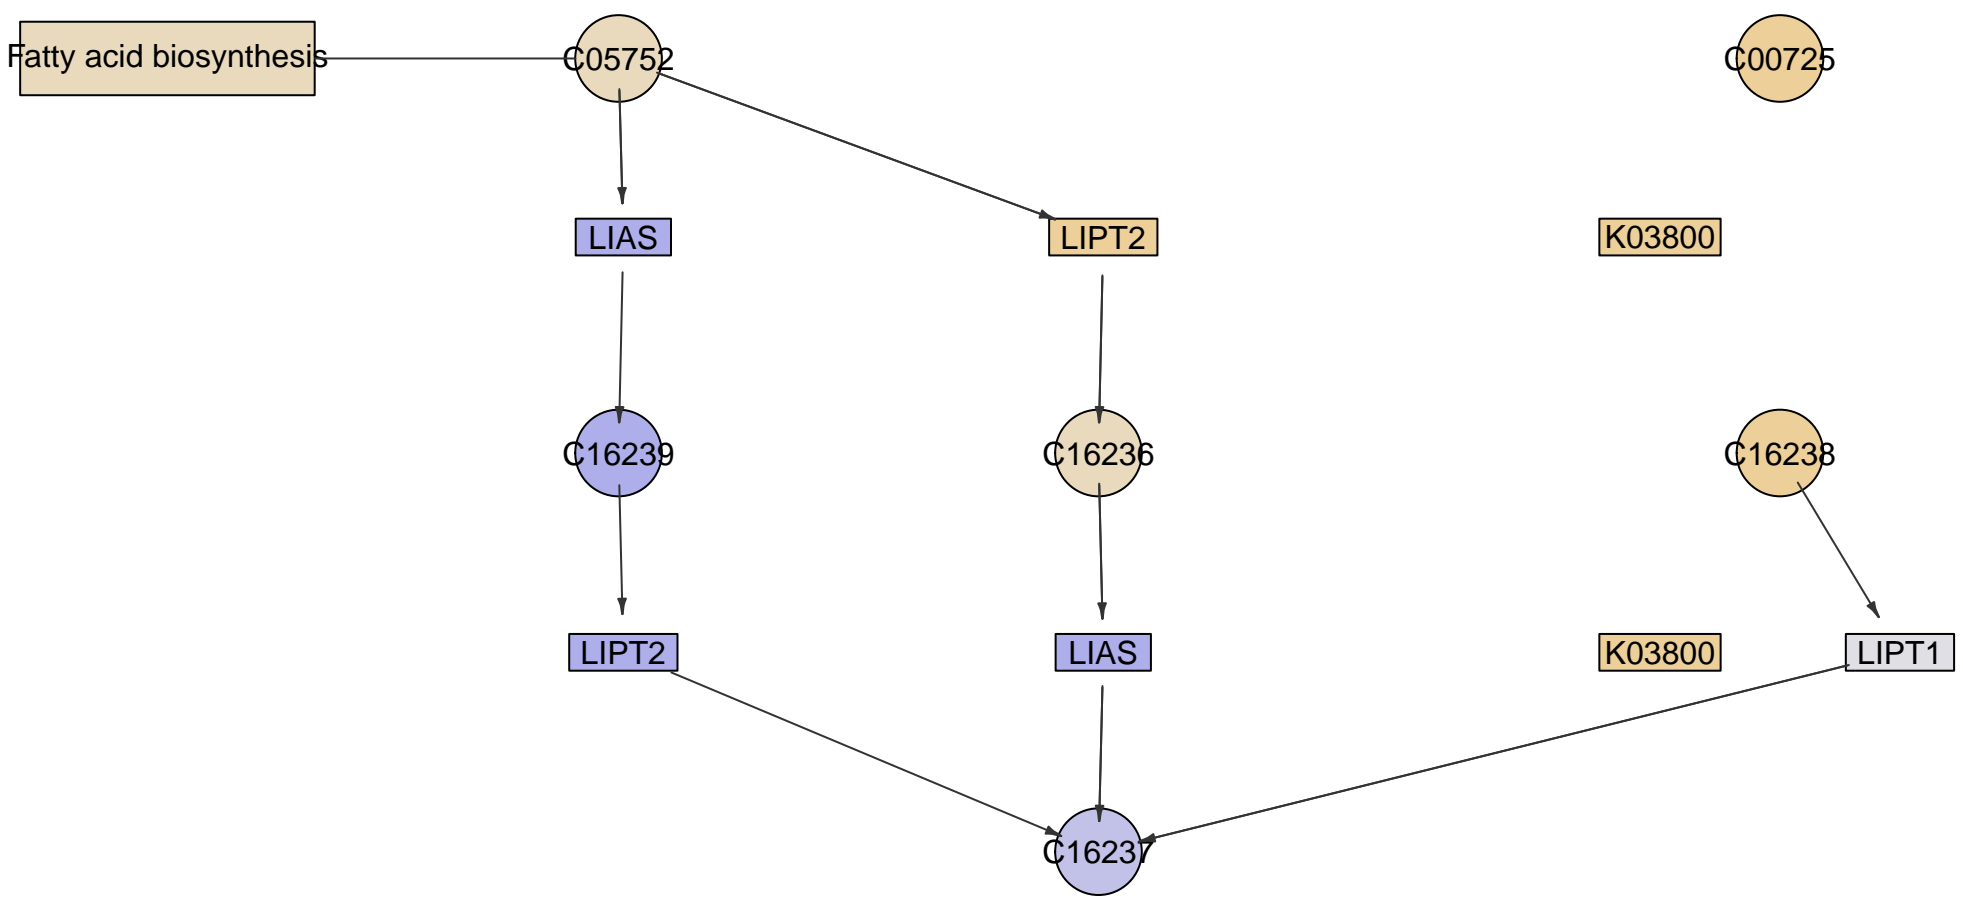 Fatty acid biosynthesis
C05752
C00725
LIAS
LIPT2
K03800
C16239
C16236
C16238
LIPT2
LIAS
K03800
LIPT1
C16237